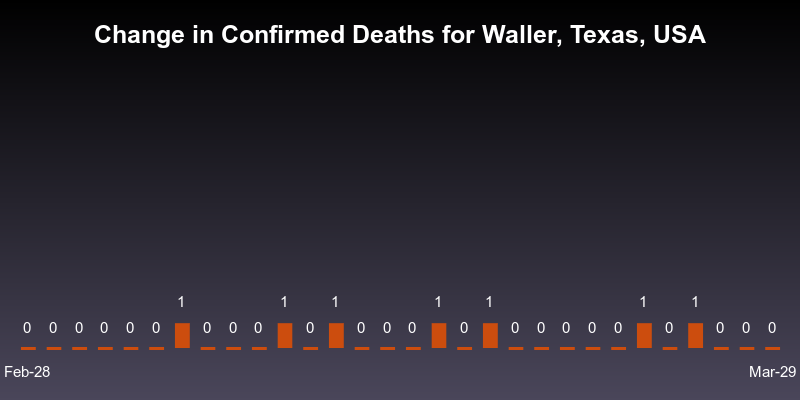 Change in Confirmed Deaths for Waller, Texas, USA
1 1 1 1 1 1 1
0 0 0 0 0 0 0 0 0 0 0 0 0 0 0 0 0 0 0 0 0 0 0
Feb-28 Mar-29